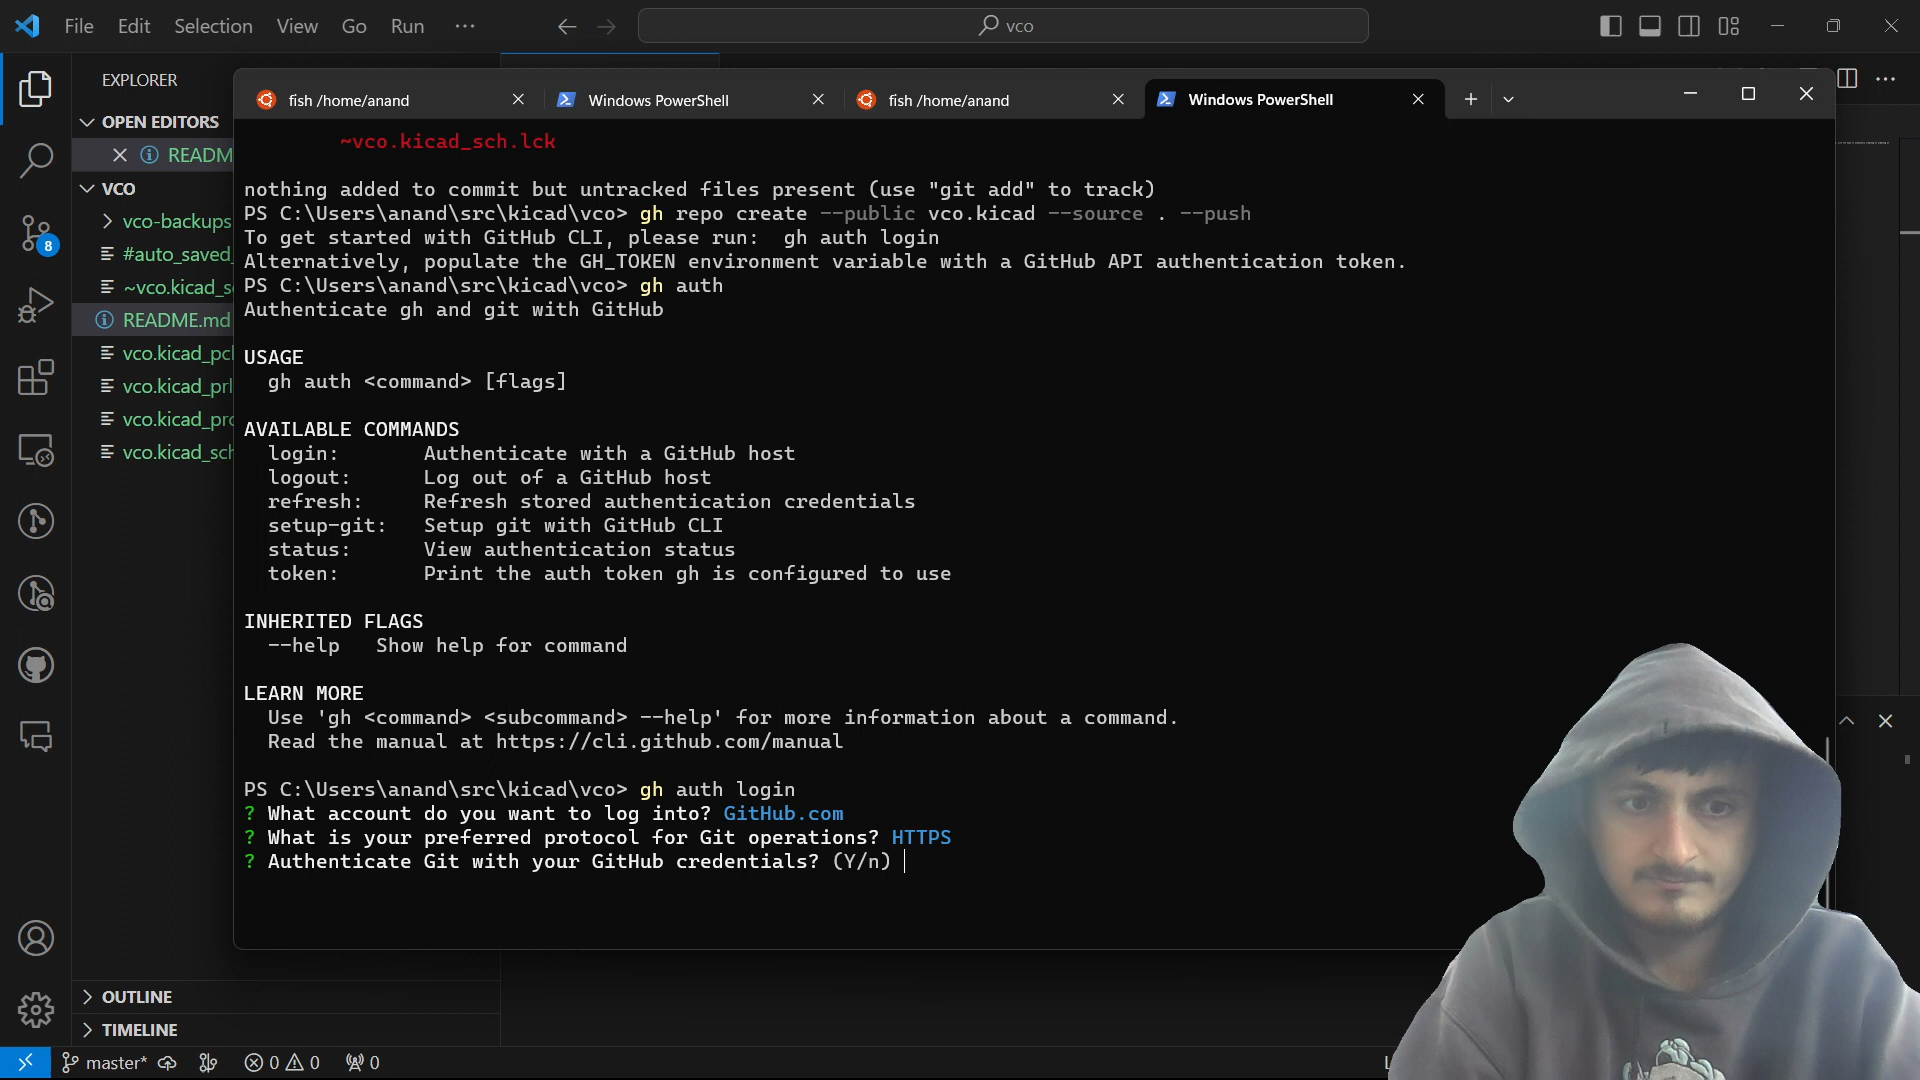 File Edit Selection View Go Run ···
vco
EXPLORER
OPEN EDITORS
READM
VCO
vco-backups
#auto_saved_
~vco.kicad_s
README.md
vco.kicad_pc
vco.kicad_prl
vco.kicad_pro
vco.kicad_sch
8
OUTLINE
TIMELINE
fish /home/anand
Windows PowerShell
fish /home/anand
Windows PowerShell
~vco.kicad_sch.lck
nothing added to commit but untracked files present (use "git add" to track)
PS C:\Users\anand\src\kicad\vco> gh repo create --public vco.kicad --source . --push
To get started with GitHub CLI, please run:  gh auth login
Alternatively, populate the GH_TOKEN environment variable with a GitHub API authentication token.
PS C:\Users\anand\src\kicad\vco> gh auth
Authenticate gh and git with GitHub
USAGE
gh auth <command> [flags]
AVAILABLE COMMANDS
login:       Authenticate with a GitHub host
logout:      Log out of a GitHub host
refresh:     Refresh stored authentication credentials
setup-git:   Setup git with GitHub CLI
status:      View authentication status
token:       Print the auth token gh is configured to use
INHERITED FLAGS
--help   Show help for command
LEARN MORE
Use 'gh <command> <subcommand> --help' for more information about a command.
Read the manual at https://cli.github.com/manual
PS C:\Users\anand\src\kicad\vco> gh auth login
? What account do you want to log into? GitHub.com
? What is your preferred protocol for Git operations? HTTPS
? Authenticate Git with your GitHub credentials? (Y/n)
master* 0 0 0